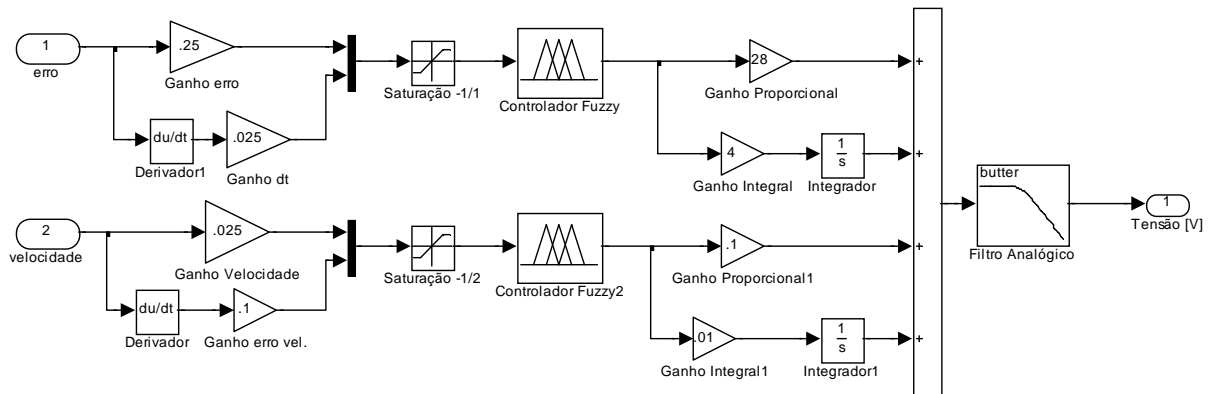 1
erro
.25
Ganho erro
du/dt
Derivador1
.025
Ganho dt
Saturação -1/1
Controlador Fuzzy
28
Ganho Proporcional
4
Ganho Integral
1
s
Integrador
+
+
+
+
butter
Filtro Analógico
1
Tensão [V]
2
velocidade
.025
Ganho Velocidade
du/dt
Derivador
.1
Ganho erro vel.
Saturação -1/2
Controlador Fuzzy2
.1
Ganho Proporcional1
.01
Ganho Integral1
1
s
Integrador1